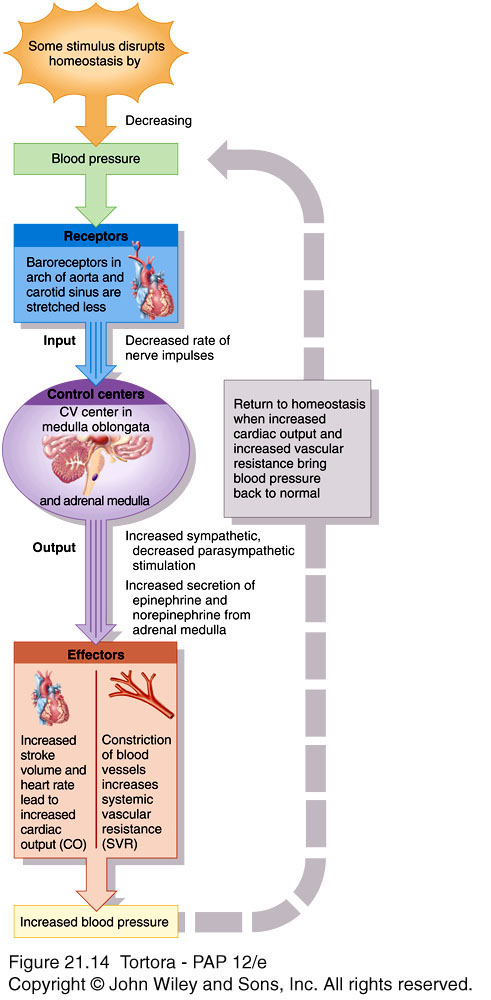 Some stimulus disrupts
homeostasis by
Decreasing
Blood pressure
Receptors
Baroreceptors in
arch of aorta and
carotid sinus are
stretched less
Input
Decreased rate of
nerve impulses
Control centers
CV center in
medulla oblongata
and adrenal medulla
Return to homeostasis
when increased
cardiac output and
increased vascular
resistance bring
blood pressure
back to normal
Output
Increased sympathetic,
decreased parasympathetic
stimulation
Increased secretion of
epinephrine and
norepinephrine from
adrenal medulla
Effectors
Increased
stroke
volume and
heart rate
lead to
increased
cardiac
output (CO)
Constriction
of blood
vessels
increases
systemic
vascular
resistance
(SVR)
Increased blood pressure
Figure 21.14 Tortora - PAP 12/e
Copyright © John Wiley and Sons, Inc. All rights reserved.